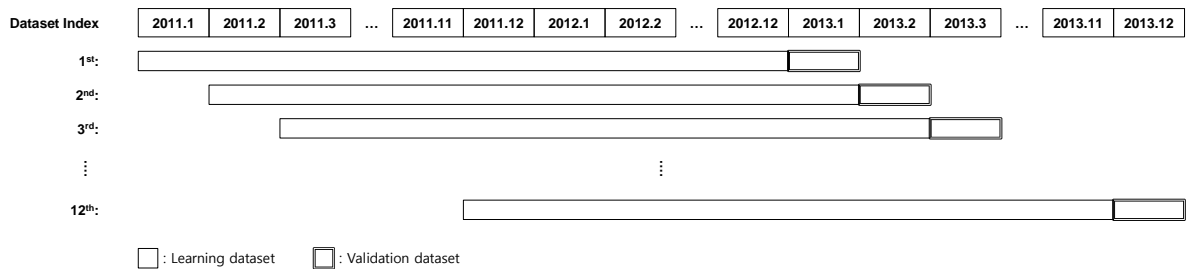 Dataset Index 2011.1 2011.2 2011.3 ... 2011.11 2011.12 2012.1 2012.2 ... 2012.12 2013.1 2013.2 2013.3 ... 2013.11 2013.12
1st:
2nd:
3rd:
12th:
: Learning dataset : Validation dataset